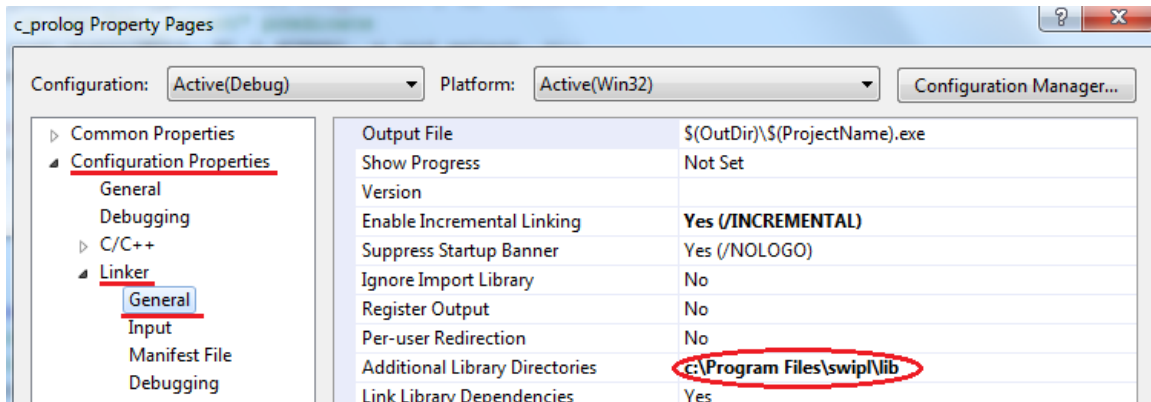 c_prolog Property Pages
Configuration: Active(Debug) Platform: Active(Win32) Configuration Manager...
Common Properties
Configuration Properties
General
Debugging
C/C++
Linker
General
Input
Manifest File
Debugging
Output File $(OutDir)\$(ProjectName).exe
Show Progress Not Set
Version
Enable Incremental Linking Yes (/INCREMENTAL)
Suppress Startup Banner Yes (/NOLOGO)
Ignore Import Library No
Register Output No
Per-user Redirection No
Additional Library Directories c:\Program Files\swipl\lib
Link Library Dependencies Yes